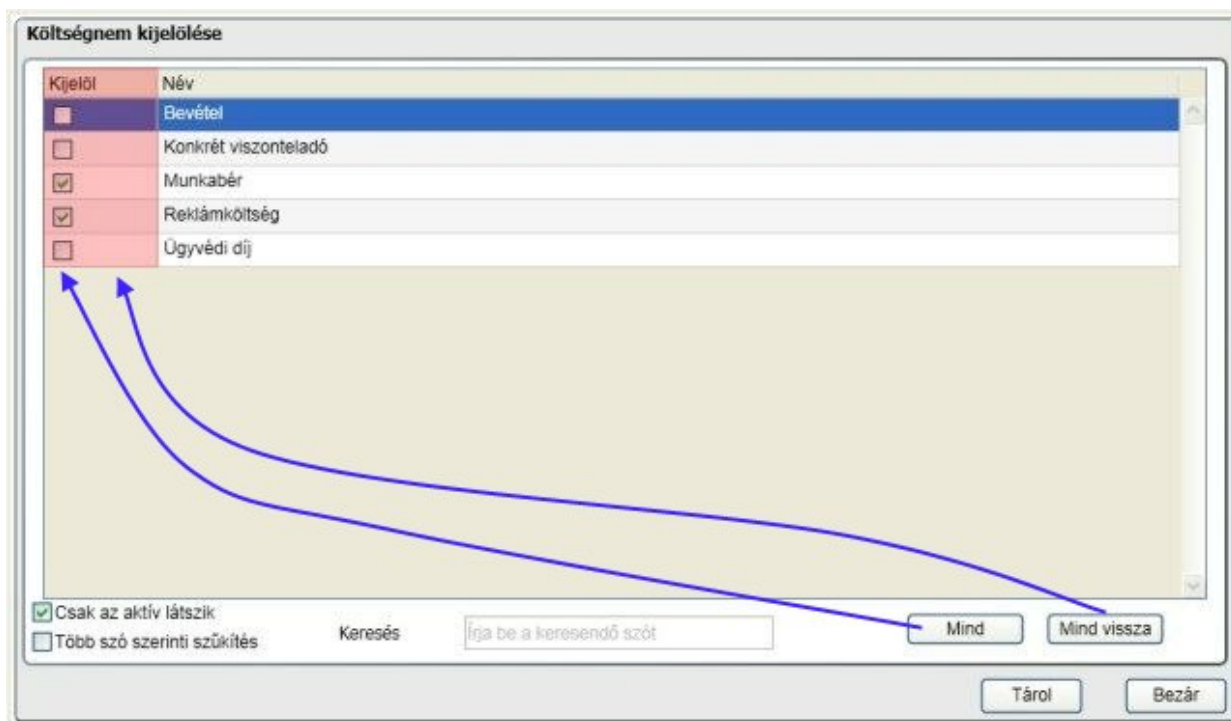 Költségnem kijelölése
Kijelöl Név
Bevétel
Konkrét viszonteladó
Munkabér
Reklámköltség
Ügyvédi díj
Csak az aktív látszik
Több szó szerinti szűkítés
Keresés
Írja be a keresendő szót
Mind
Mind vissza
Tárol
Bezár